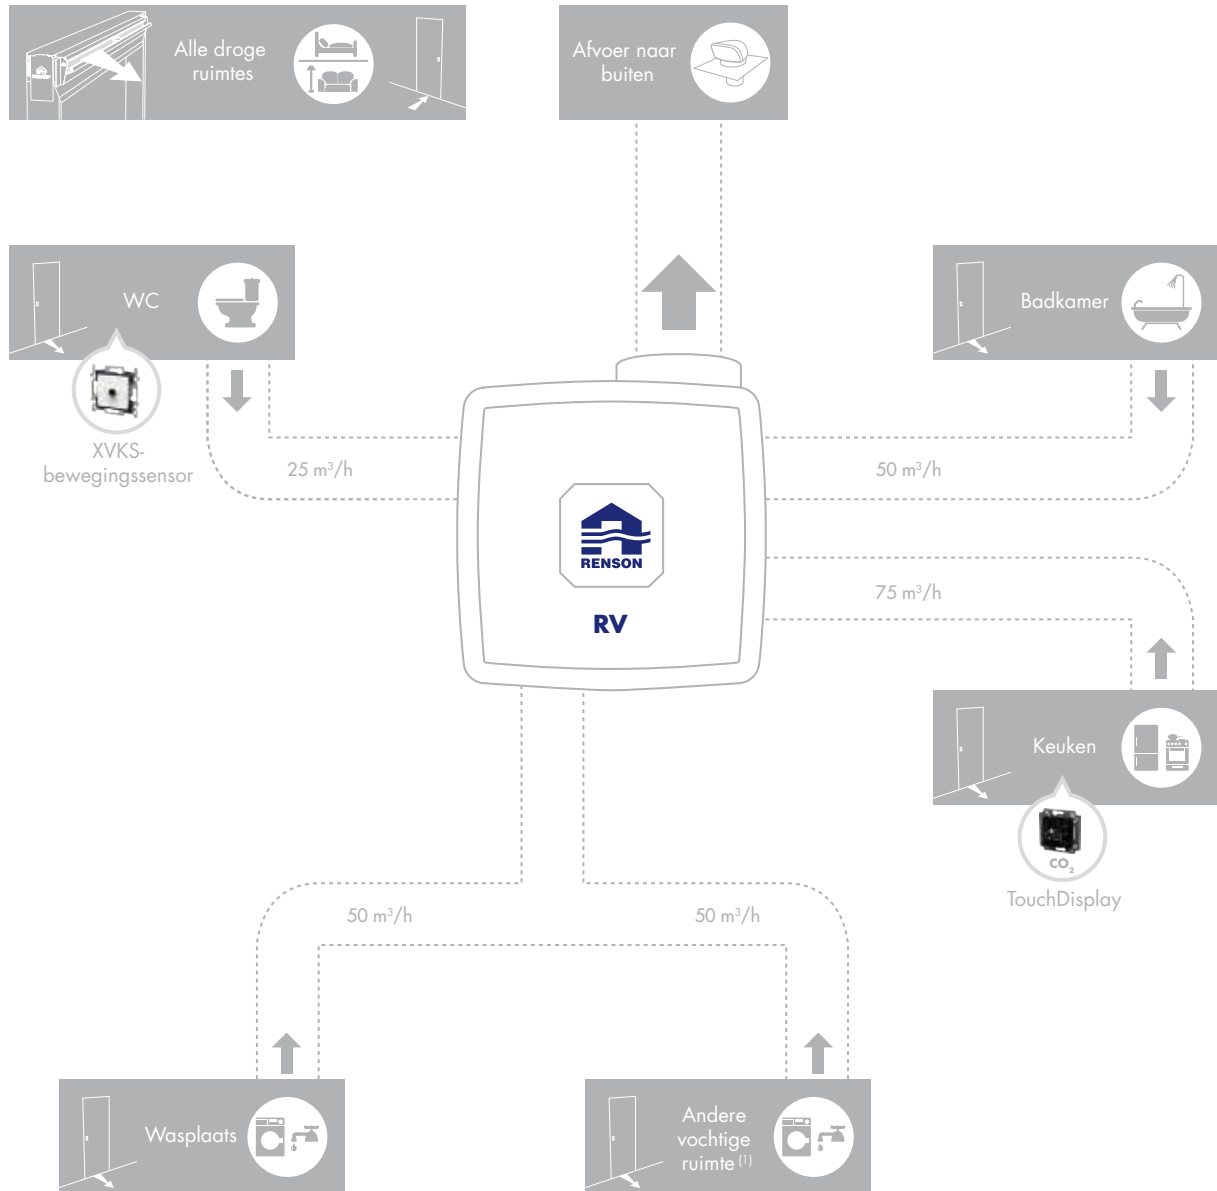 Alle droge
ruimtes
Afvoer naar
buiten
WC
Badkamer
XVKS-
bewegingssensor
25 m³/h
50 m³/h
RENSON
RV
75 m³/h
Keuken
CO₂
TouchDisplay
50 m³/h
50 m³/h
Wasplaats
Andere
vochtige
ruimte (1)